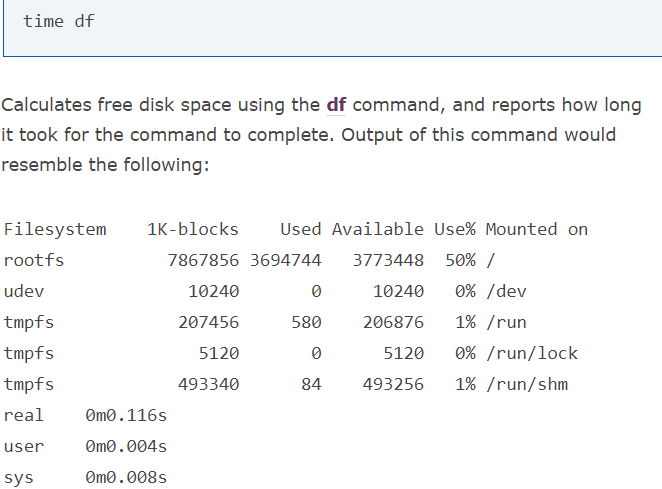 time df
Calculates free disk space using the df command, and reports how long
it took for the command to complete. Output of this command would
resemble the following:
Filesystem    1K-blocks    Used Available Use% Mounted on
rootfs          7867856 3694744   3773448  50% /
udev              10240       0     10240   0% /dev
tmpfs            207456     580    206876   1% /run
tmpfs              5120       0      5120   0% /run/lock
tmpfs            493340      84    493256   1% /run/shm
real    0m0.116s
user    0m0.004s
sys     0m0.008s